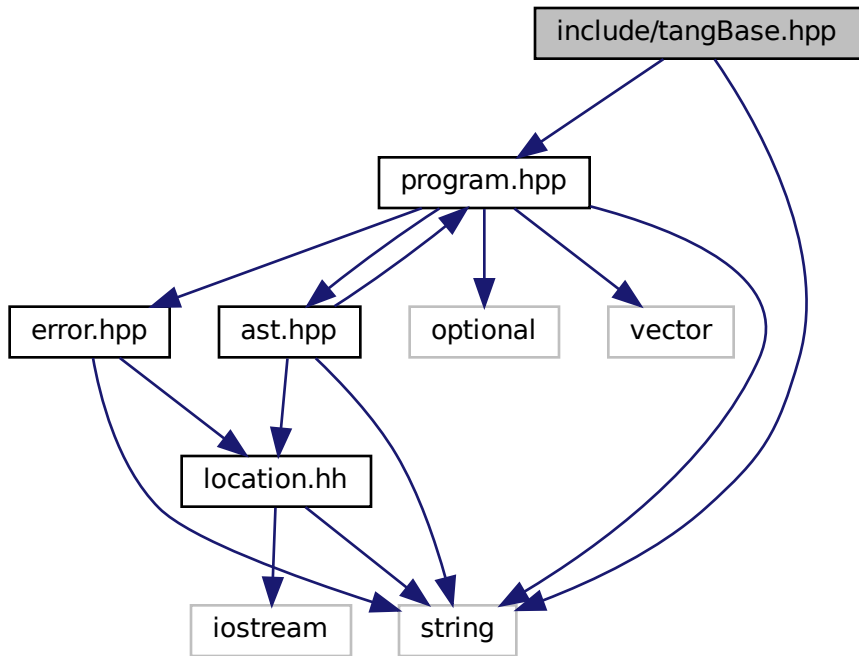 include/tangBase.hpp
program.hpp
error.hpp
ast.hpp
optional
vector
location.hh
iostream
string